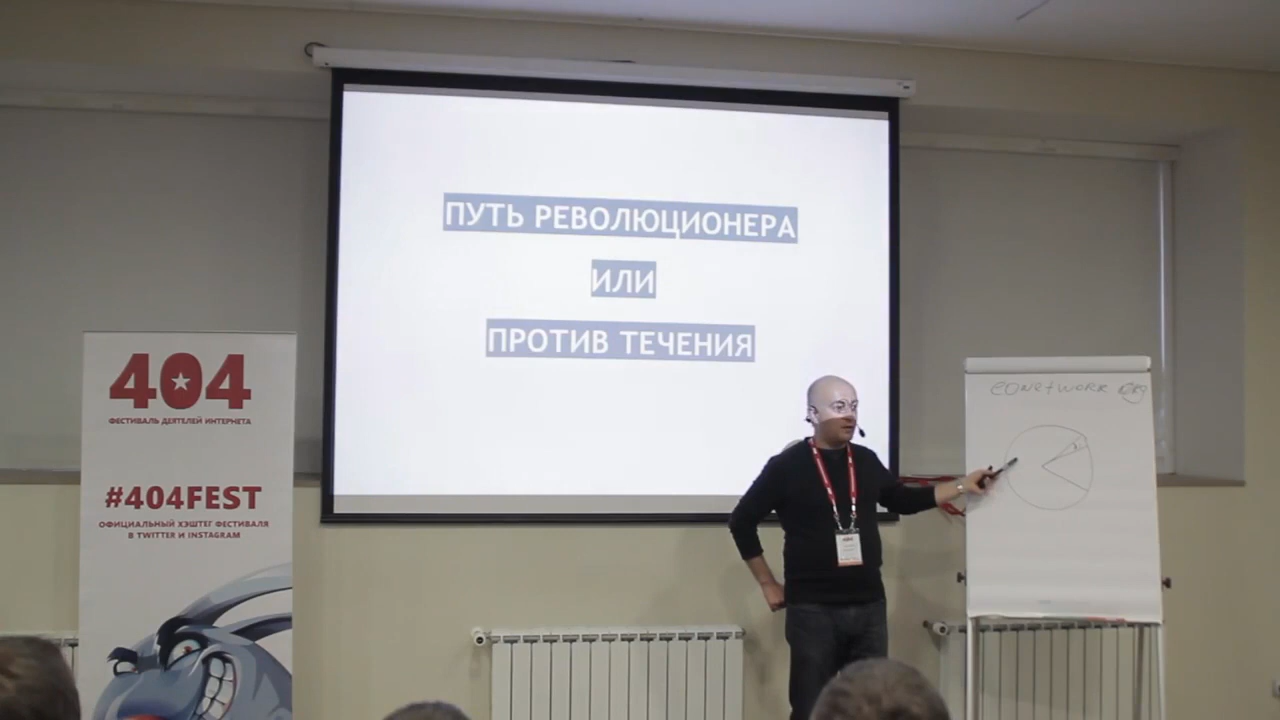 ПУТЬ РЕВОЛЮЦИОНЕРА
ИЛИ
ПРОТИВ ТЕЧЕНИЯ
404
ФЕСТИВАЛЬ ДЕЯТЕЛЕЙ ИНТЕРНЕТА
#404FEST
ОФИЦИАЛЬНЫЙ ХЭШТЕГ ФЕСТИВАЛЯ
В TWITTER И INSTAGRAM